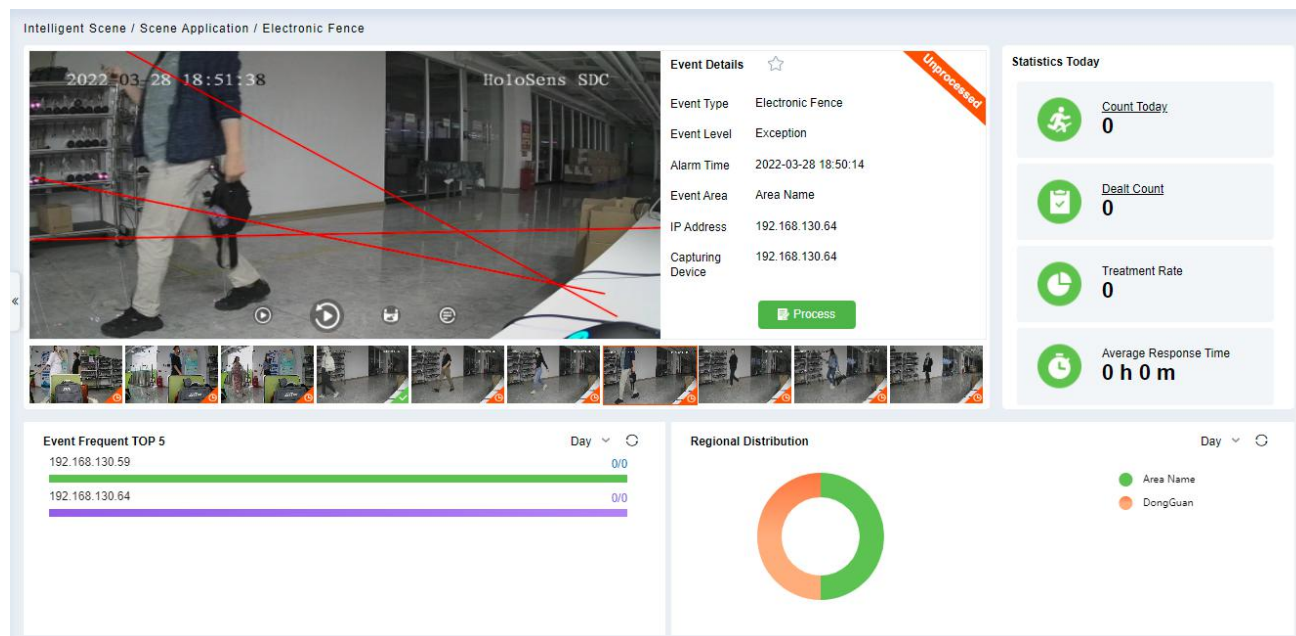 Intelligent Scene / Scene Application / Electronic Fence
2022-03-28 18:51:38
HoloSens SDC
Event Details
Unprocessed
Event Type Electronic Fence
Event Level Exception
Alarm Time 2022-03-28 18:50:14
Event Area Area Name
IP Address 192.168.130.64
Capturing 192.168.130.64
Device
Process
Statistics Today
Count Today
0
Dealt Count
0
Treatment Rate
0
Average Response Time
0 h 0 m
Event Frequent TOP 5 Day
192.168.130.59 0/0
192.168.130.64 0/0
Regional Distribution Day
Area Name
DongGuan